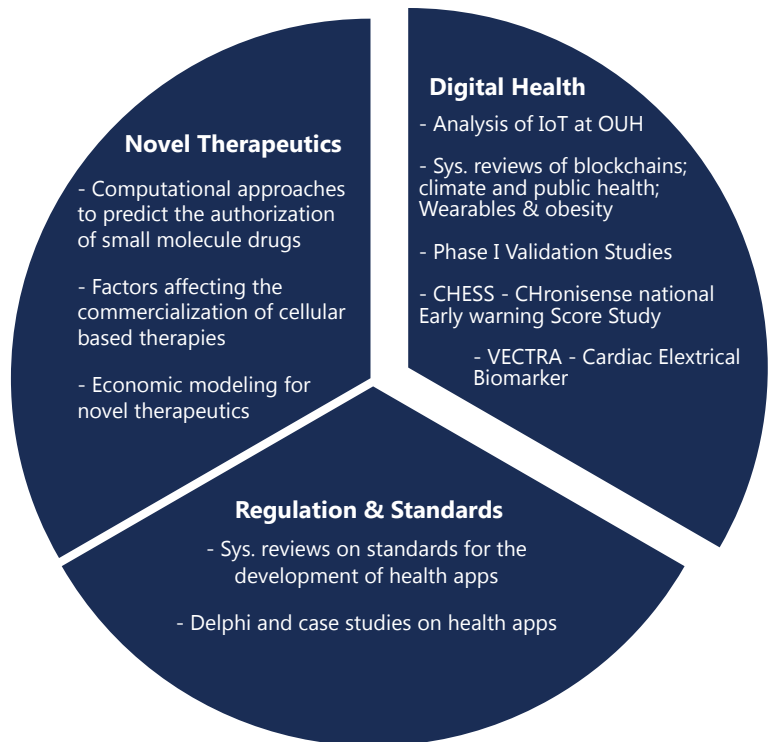 Novel Therapeutics
- Computational approaches
to predict the authorization
of small molecule drugs
- Factors affecting the
commercialization of cellular
based therapies
- Economic modeling for
novel therapeutics
Digital Health
- Analysis of IoT at OUH
- Sys. reviews of blockchains;
climate and public health;
Wearables & obesity
- Phase I Validation Studies
- CHESS - CHronisense national
Early warning Score Study
- VECTRA - Cardiac Elextrical
Biomarker
Regulation & Standards
- Sys. reviews on standards for the
development of health apps
- Delphi and case studies on health apps